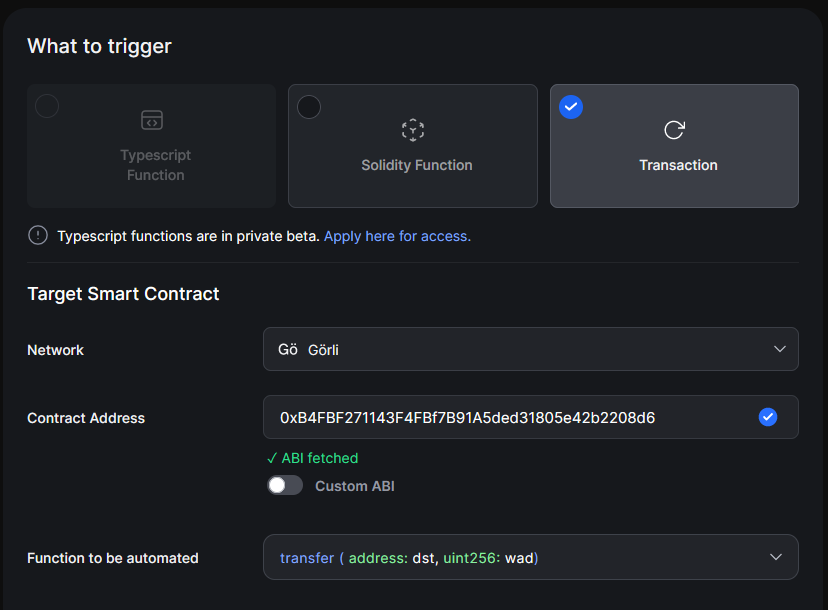 What to trigger
Typescript
Function
Solidity Function
Transaction
Typescript functions are in private beta. Apply here for access.
Target Smart Contract
Network
Gö Görli
Contract Address
0xB4FBF271143F4FBf7B91A5ded31805e42b2208d6
✓ ABI fetched
Custom ABI
Function to be automated
transfer ( address: dst, uint256: wad)